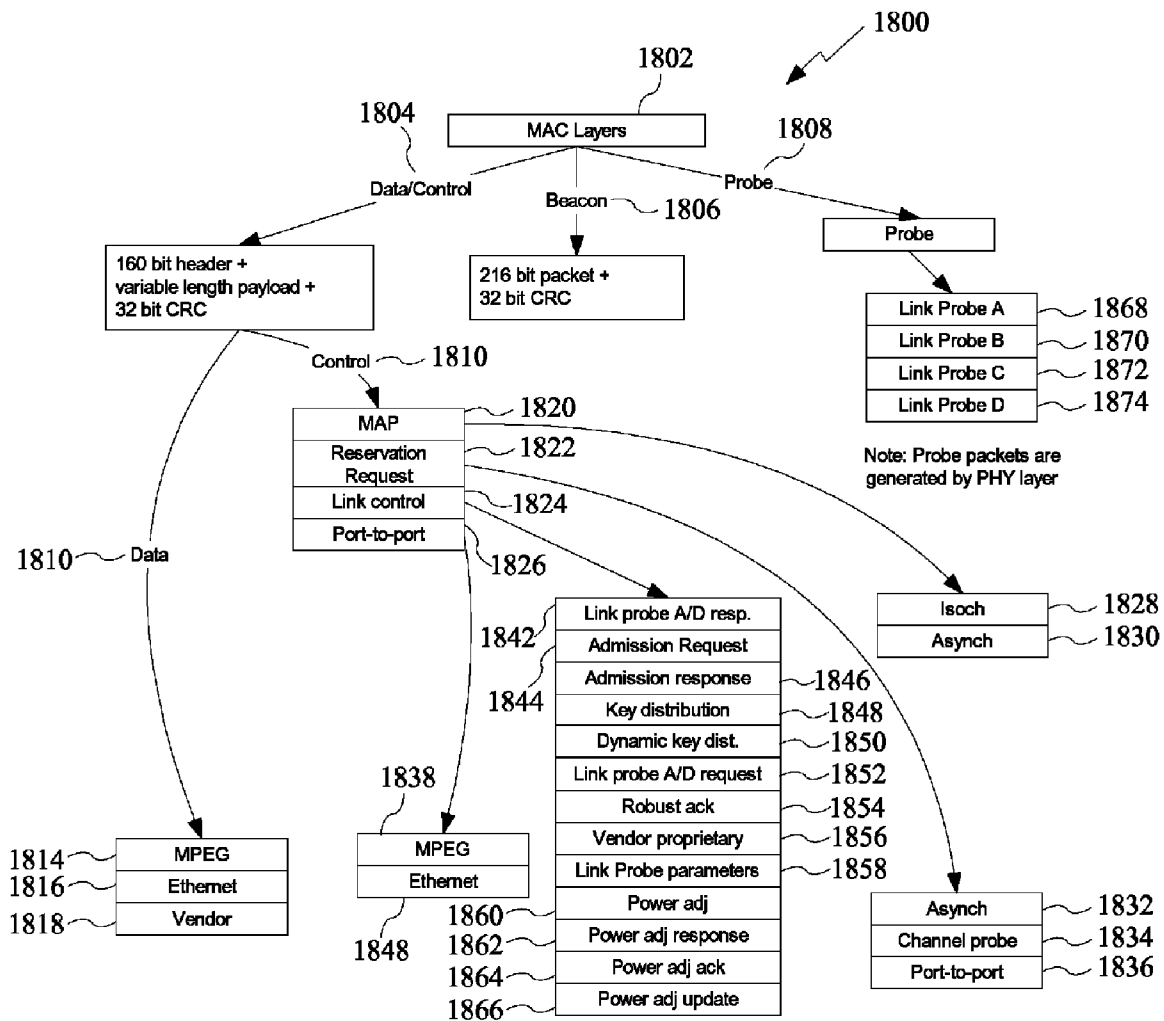 1800
1802
MAC Layers
1804
1808
Data/Control
Beacon
1806
Probe
160 bit header +
variable length payload +
32 bit CRC
216 bit packet +
32 bit CRC
Probe
Link Probe A
1868
Link Probe B
1870
Link Probe C
1872
Link Probe D
1874
Note: Probe packets are
generated by PHY layer
Control
1810
MAP
1820
Reservation
Request
1822
Link control
1824
Port-to-port
1826
1810
Data
Isoch
1828
Asynch
1830
1842
Link probe A/D resp.
1844
Admission Request
Admission response
1846
Key distribution
1848
Dynamic key dist.
1850
Link probe A/D request
1852
Robust ack
1854
Vendor proprietary
1856
Link Probe parameters
1858
1860
Power adj
1862
Power adj response
1864
Power adj ack
1866
Power adj update
1814
MPEG
1816
Ethernet
1818
Vendor
1838
MPEG
Ethernet
1848
Asynch
1832
Channel probe
1834
Port-to-port
1836